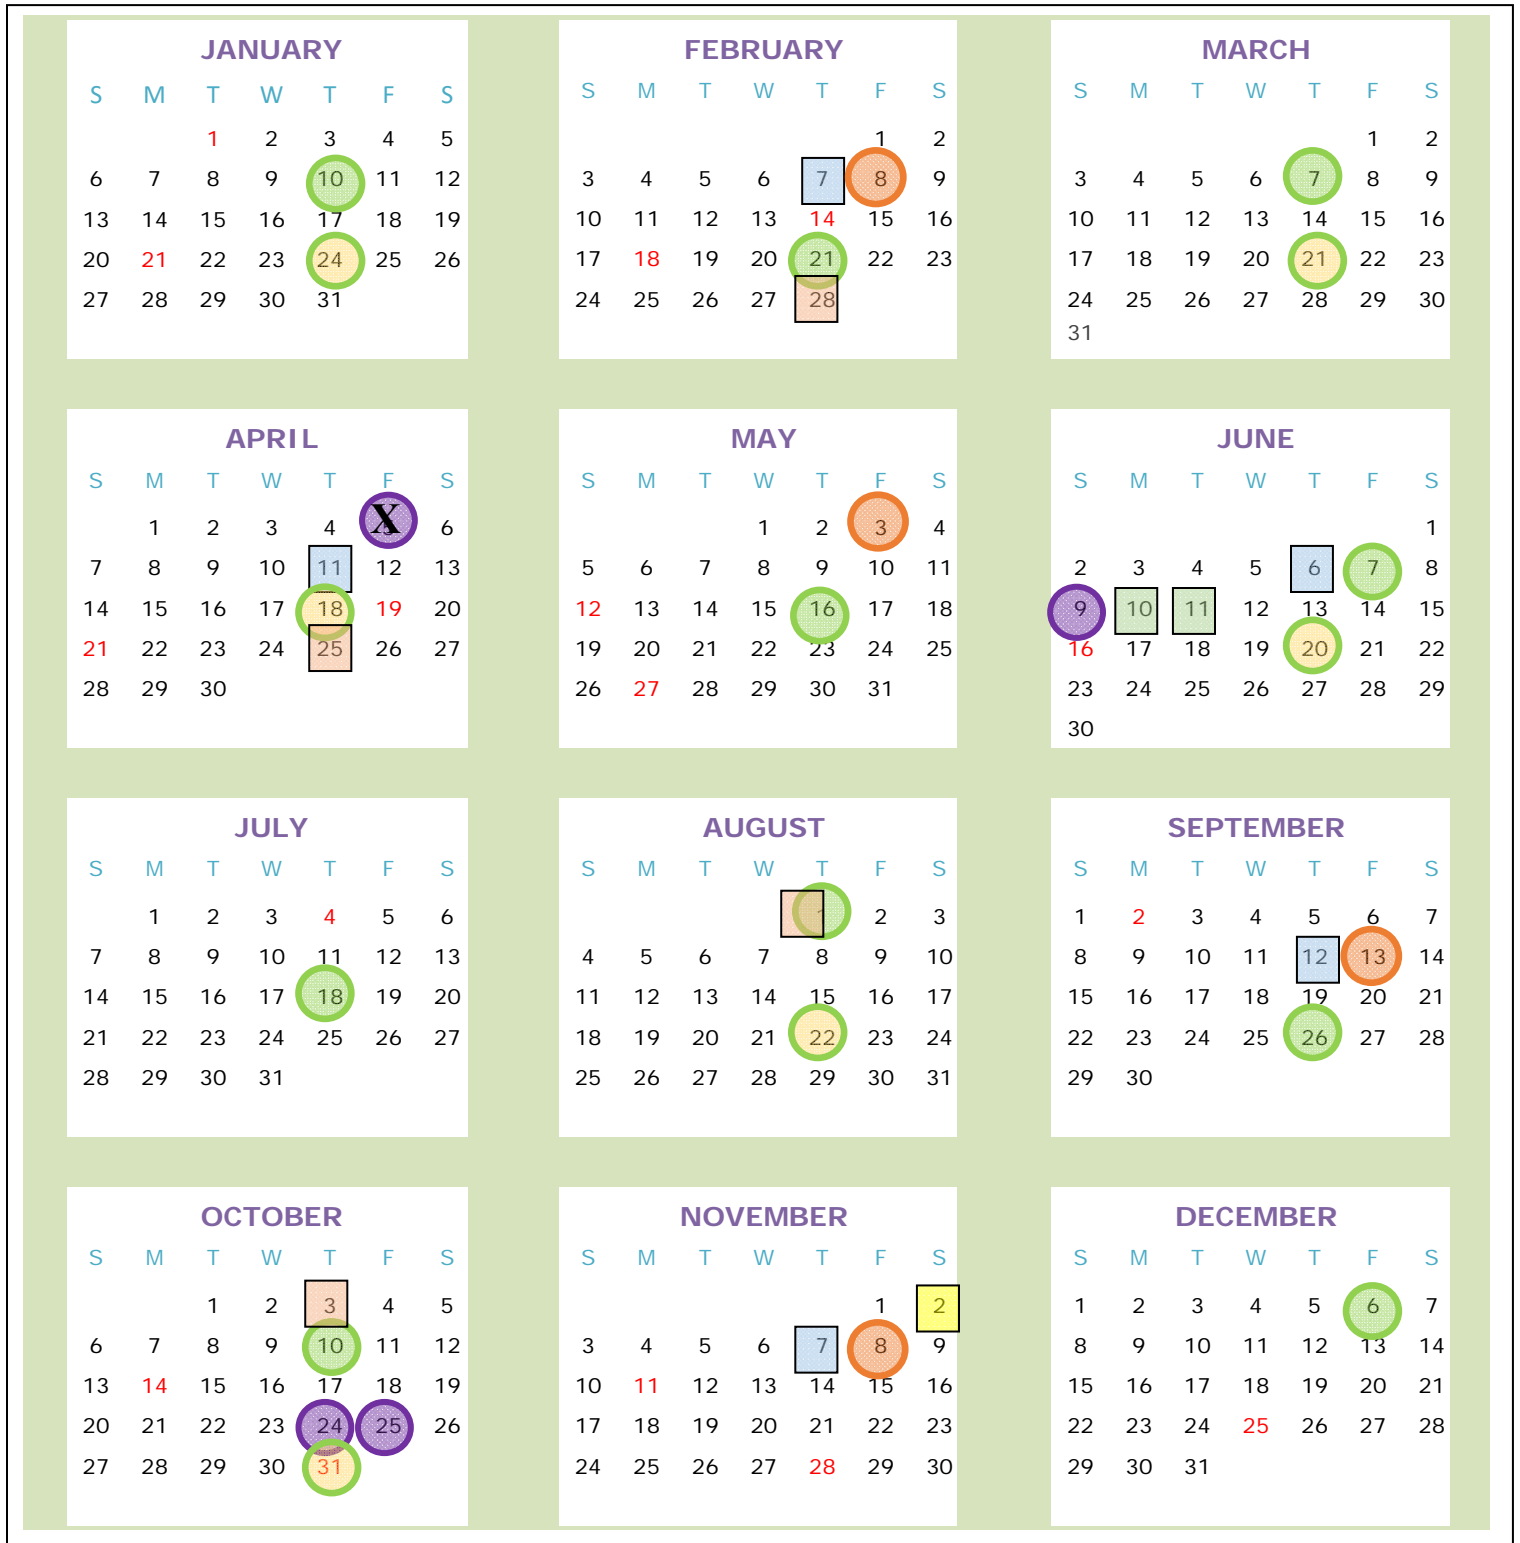 JANUARY
S M T W T F S
1 2 3 4 5
6 7 8 9 10 11 12
13 14 15 16 17 18 19
20 21 22 23 24 25 26
27 28 29 30 31
FEBRUARY
S M T W T F S
1 2
3 4 5 6 7 8 9
10 11 12 13 14 15 16
17 18 19 20 21 22 23
24 25 26 27 28
MARCH
S M T W T F S
1 2
3 4 5 6 7 8 9
10 11 12 13 14 15 16
17 18 19 20 21 22 23
24 25 26 27 28 29 30
31
APRIL
S M T W T F S
1 2 3 4 X 6
7 8 9 10 11 12 13
14 15 16 17 18 19 20
21 22 23 24 25 26 27
28 29 30
MAY
S M T W T F S
1 2 3 4
5 6 7 8 9 10 11
12 13 14 15 16 17 18
19 20 21 22 23 24 25
26 27 28 29 30 31
JUNE
S M T W T F S
1
2 3 4 5 6 7 8
9 10 11 12 13 14 15
16 17 18 19 20 21 22
23 24 25 26 27 28 29
30
JULY
S M T W T F S
1 2 3 4 5 6
7 8 9 10 11 12 13
14 15 16 17 18 19 20
21 22 23 24 25 26 27
28 29 30 31
AUGUST
S M T W T F S
1 2 3
4 5 6 7 8 9 10
11 12 13 14 15 16 17
18 19 20 21 22 23 24
25 26 27 28 29 30 31
SEPTEMBER
S M T W T F S
1 2 3 4 5 6 7
8 9 10 11 12 13 14
15 16 17 18 19 20 21
22 23 24 25 26 27 28
29 30
OCTOBER
S M T W T F S
1 2 3 4 5
6 7 8 9 10 11 12
13 14 15 16 17 18 19
20 21 22 23 24 25 26
27 28 29 30 31
NOVEMBER
S M T W T F S
1 2
3 4 5 6 7 8 9
10 11 12 13 14 15 16
17 18 19 20 21 22 23
24 25 26 27 28 29 30
DECEMBER
S M T W T F S
1 2 3 4 5 6 7
8 9 10 11 12 13 14
15 16 17 18 19 20 21
22 23 24 25 26 27 28
29 30 31